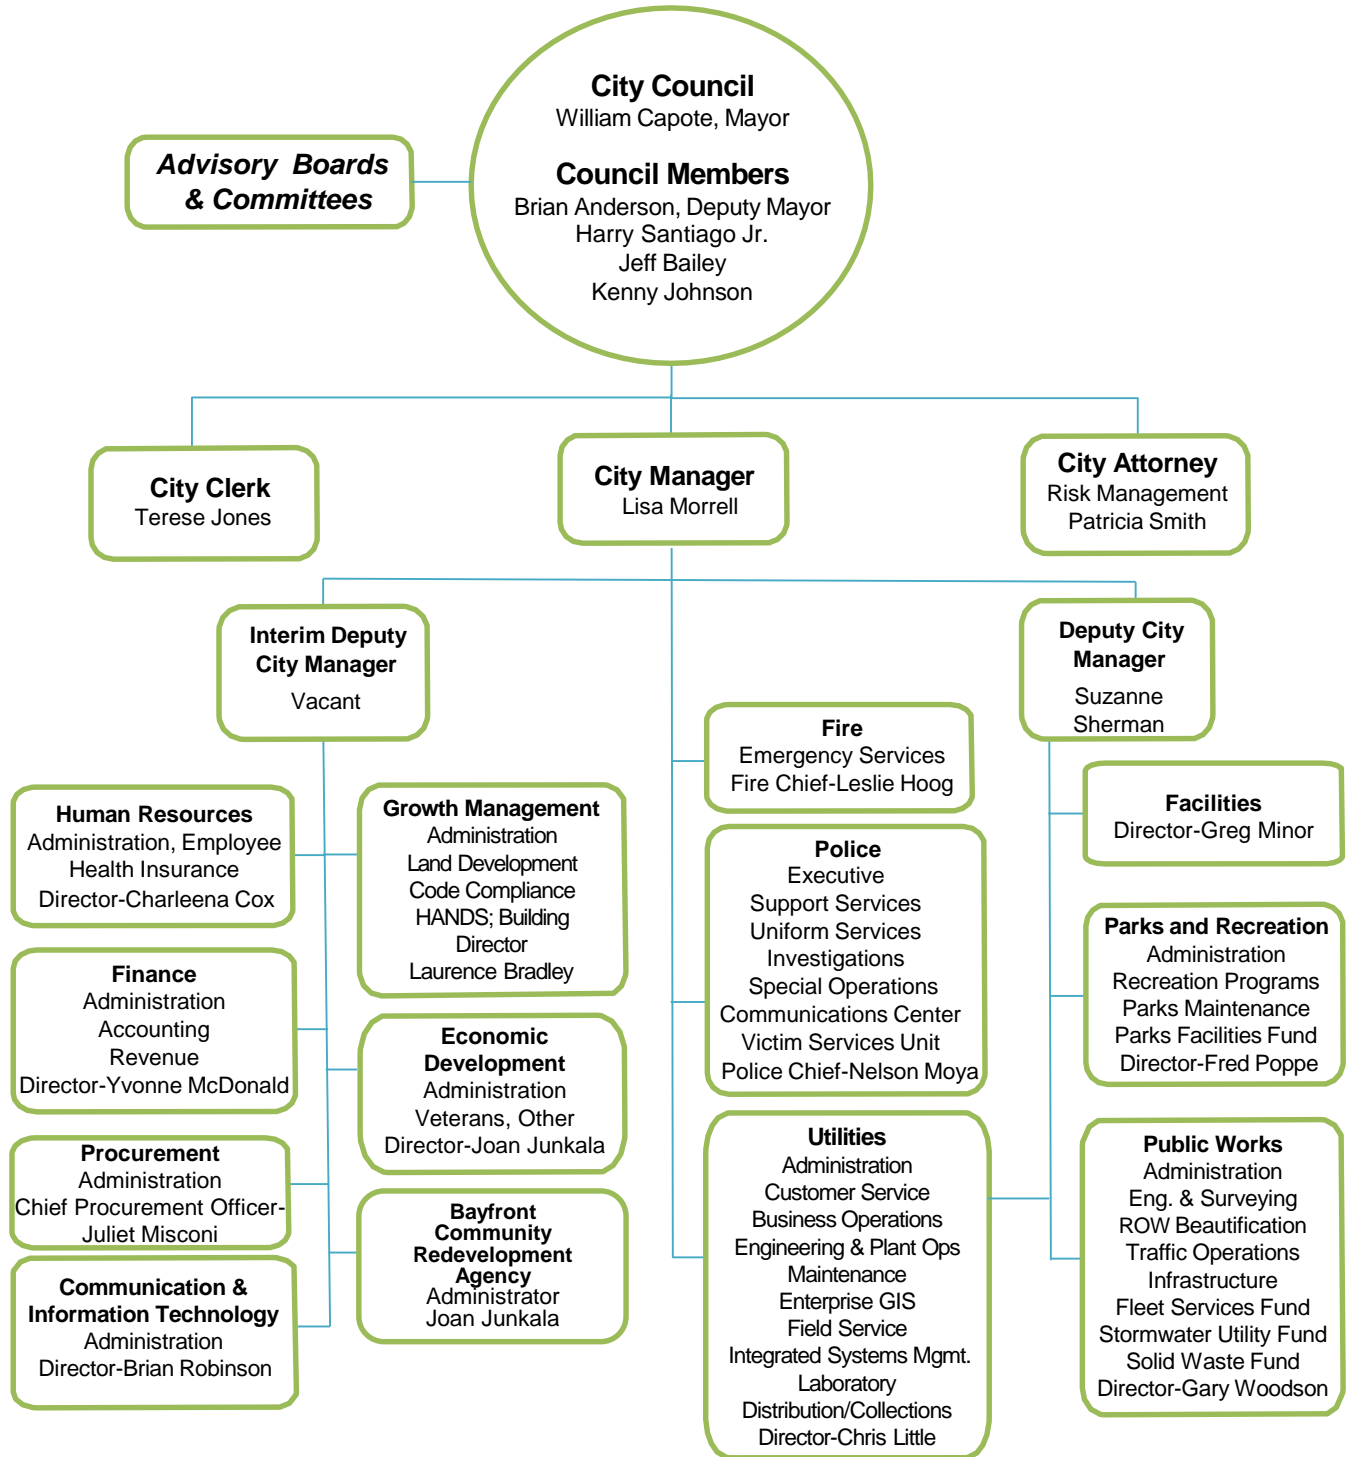 City Council
William Capote, Mayor
Council Members
Brian Anderson, Deputy Mayor
Harry Santiago Jr.
Jeff Bailey
Kenny Johnson
Advisory Boards
& Committees
City Clerk
Terese Jones
City Manager
Lisa Morrell
City Attorney
Risk Management
Patricia Smith
Interim Deputy
City Manager
Vacant
Deputy City
Manager
Suzanne
Sherman
Human Resources
Administration, Employee
Health Insurance
Director-Charleena Cox
Finance
Administration
Accounting
Revenue
Director-Yvonne McDonald
Procurement
Administration
Chief Procurement Officer-
Juliet Misconi
Communication &
Information Technology
Administration
Director-Brian Robinson
Growth Management
Administration
Land Development
Code Compliance
HANDS; Building
Director
Laurence Bradley
Economic
Development
Administration
Veterans, Other
Director-Joan Junkala
Bayfront
Community
Redevelopment
Agency
Administrator
Joan Junkala
Fire
Emergency Services
Fire Chief-Leslie Hoog
Police
Executive
Support Services
Uniform Services
Investigations
Special Operations
Communications Center
Victim Services Unit
Police Chief-Nelson Moya
Utilities
Administration
Customer Service
Business Operations
Engineering & Plant Ops
Maintenance
Enterprise GIS
Field Service
Integrated Systems Mgmt.
Laboratory
Distribution/Collections
Director-Chris Little
Facilities
Director-Greg Minor
Parks and Recreation
Administration
Recreation Programs
Parks Maintenance
Parks Facilities Fund
Director-Fred Poppe
Public Works
Administration
Eng. & Surveying
ROW Beautification
Traffic Operations
Infrastructure
Fleet Services Fund
Stormwater Utility Fund
Solid Waste Fund
Director-Gary Woodson